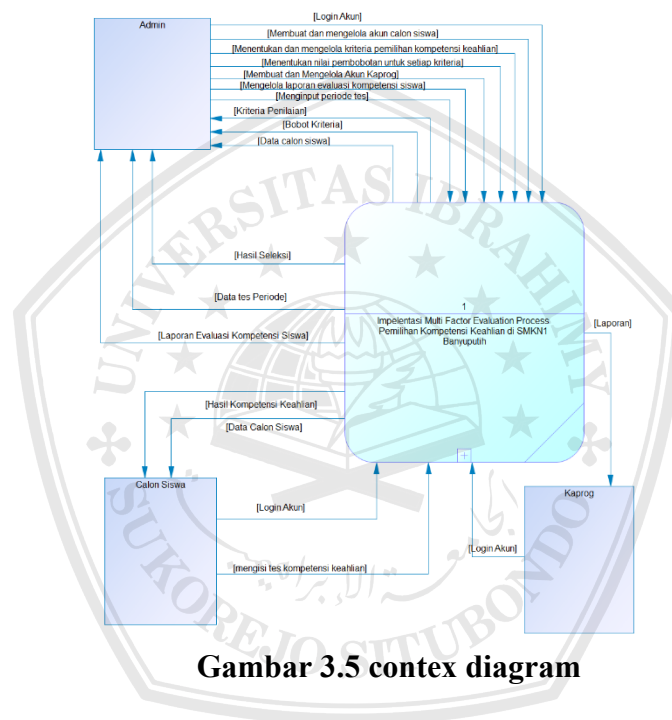 Admin
[Login Akun]
[Membuat dan mengelola akun calon siswa]
[Menentukan dan mengelola kriteria pemilihan kompetensi keahlian]
[Menentukan nilai pembobotan untuk setiap kriteria]
[Membuat dan Mengelola Akun Kaprog]
[Mengelola laporan evaluasi kompetensi siswa]
[Menginput periode tes]
[Kriteria Penilaian]
[Bobot Kriteria]
[Data calon siswa]
[Hasil Seleksi]
[Data tes Periode]
[Laporan Evaluasi Kompetensi Siswa]
1
Impelentasi Multi Factor Evaluation Process
Pemilihan Kompetensi Keahlian di SMKN1
Banyuputih
[Laporan]
[Hasil Kompetensi Keahlian]
[Data Calon Siswa]
Calon Siswa
[Login Akun]
[mengisi tes kompetensi keahlian]
Kaprog
[Login Akun]
UNIVERSITAS IBRAHIMY
SUKOREJO SITUBONDO
Gambar 3.5 contex diagram